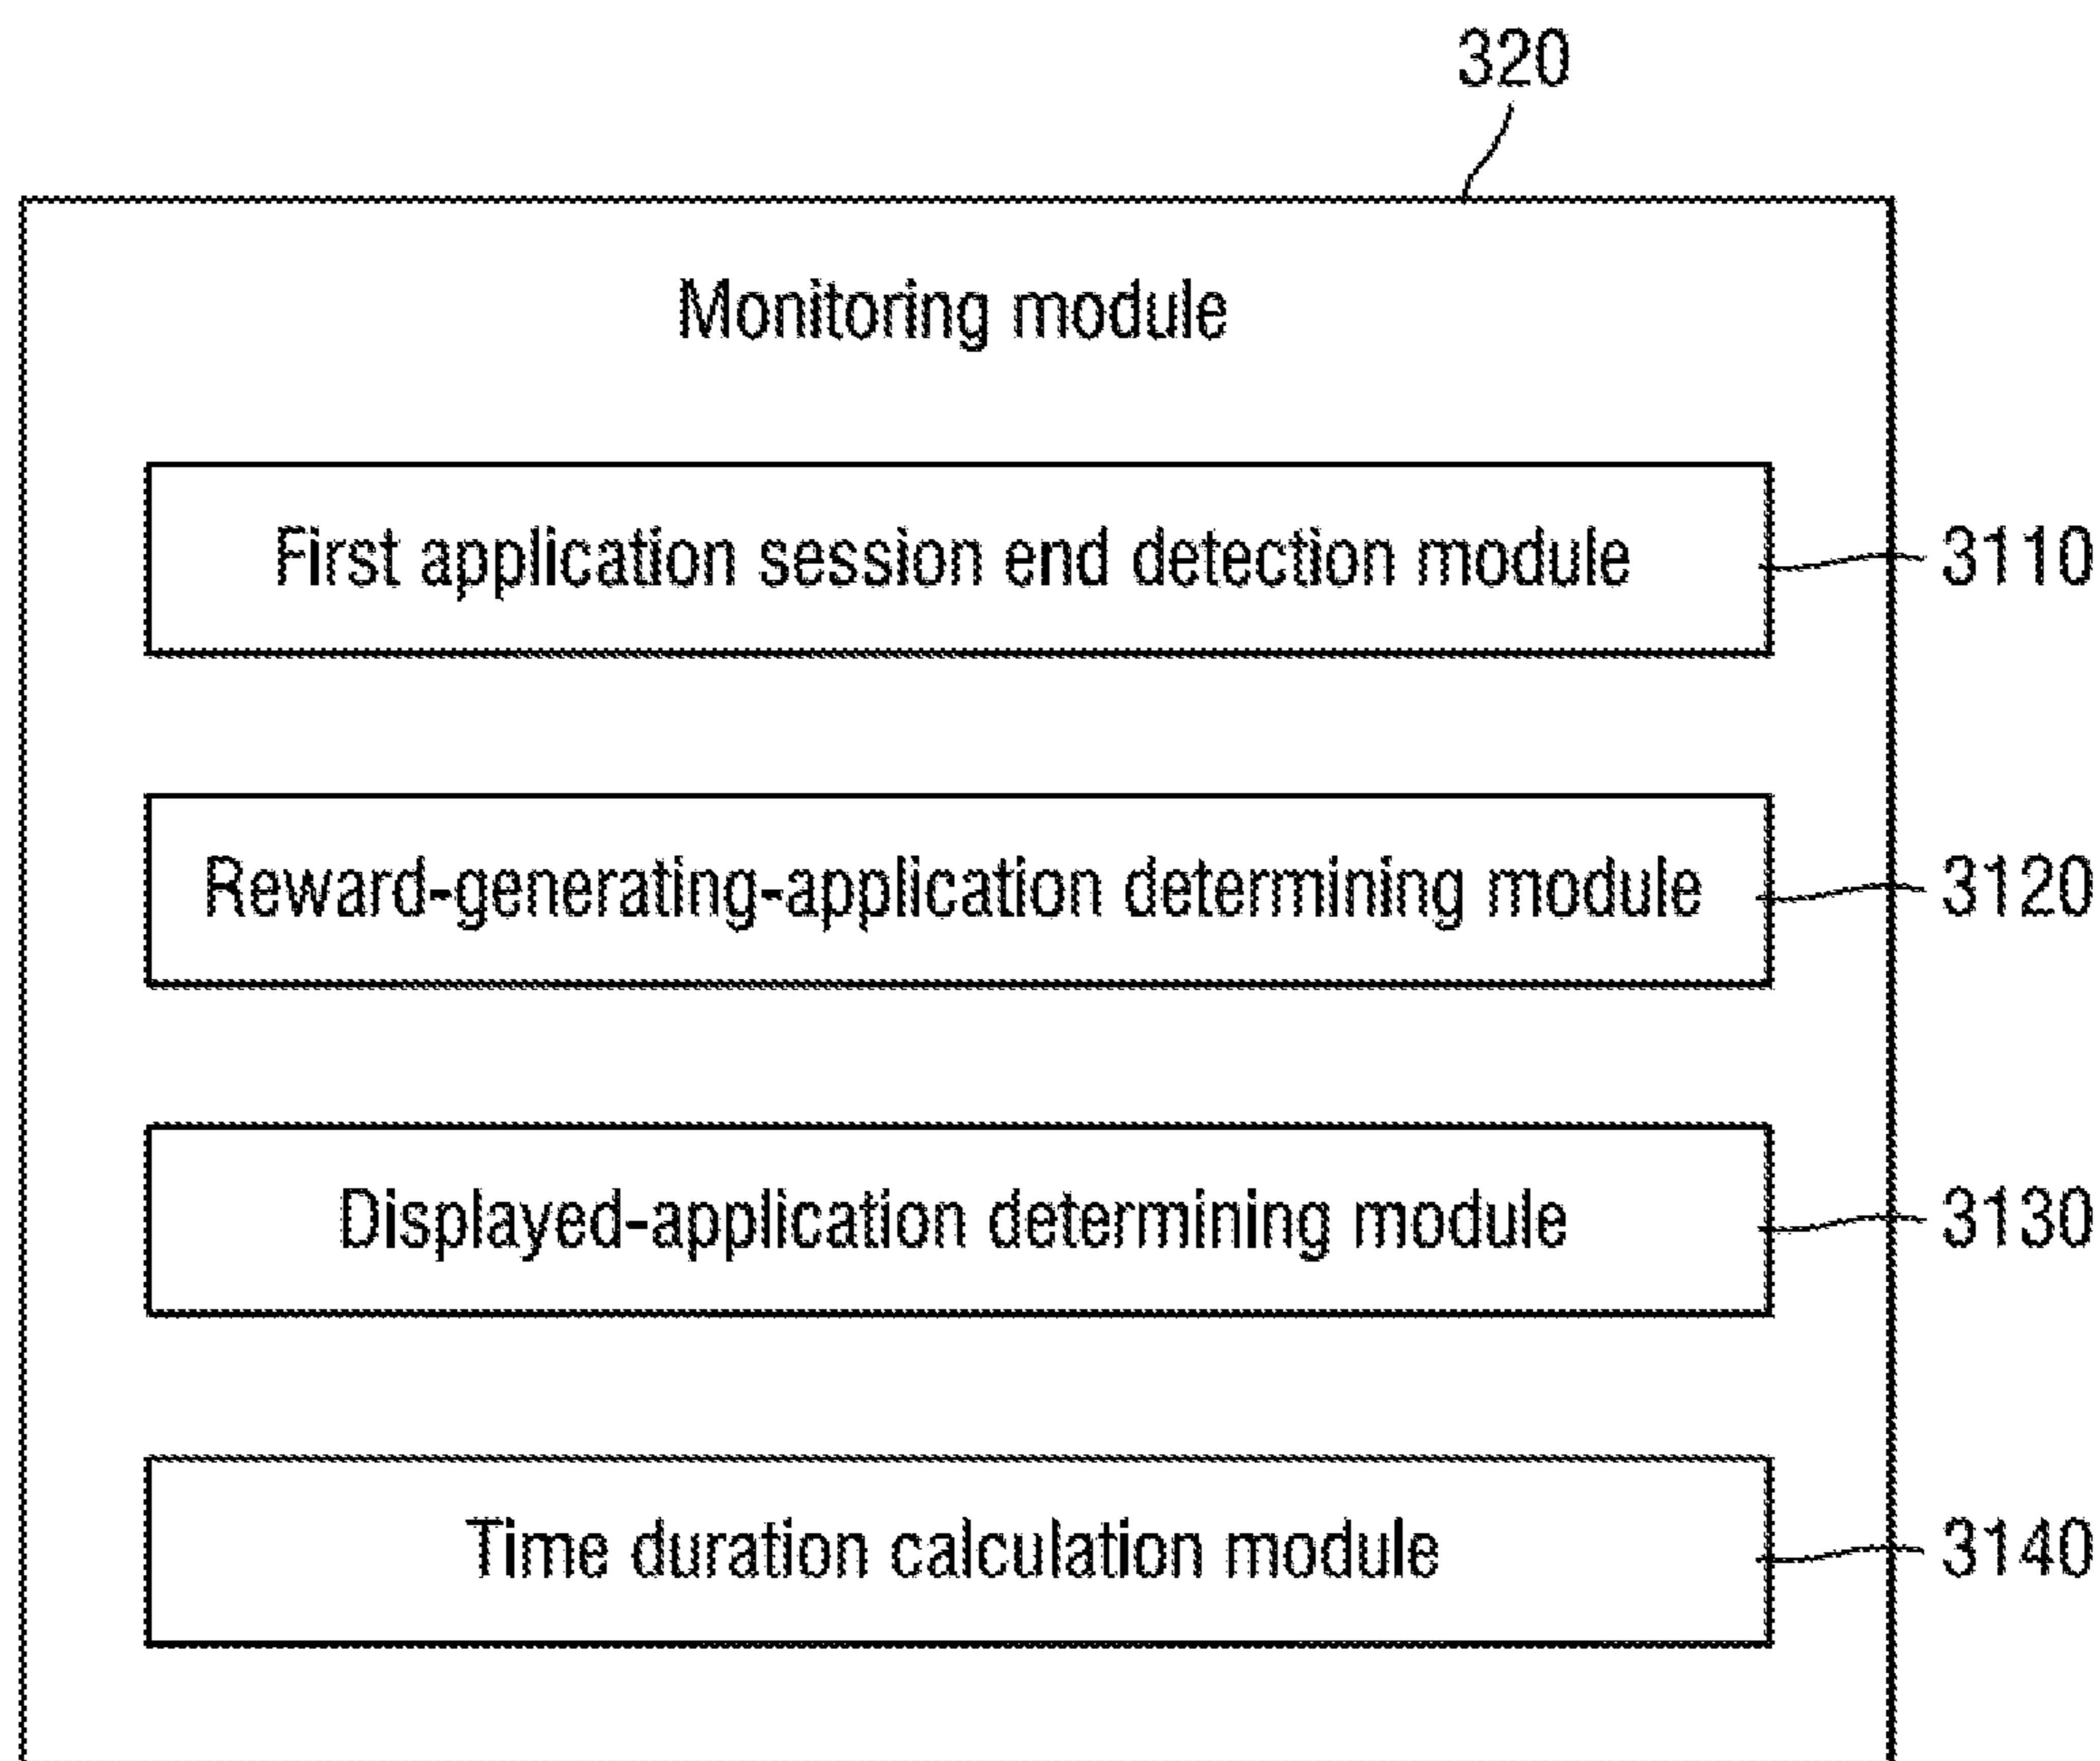 320
Monitoring module
First application session end detection module
3110
Reward-generating-application determining module
3120
Displayed-application determining module
3130
Time duration calculation module
3140